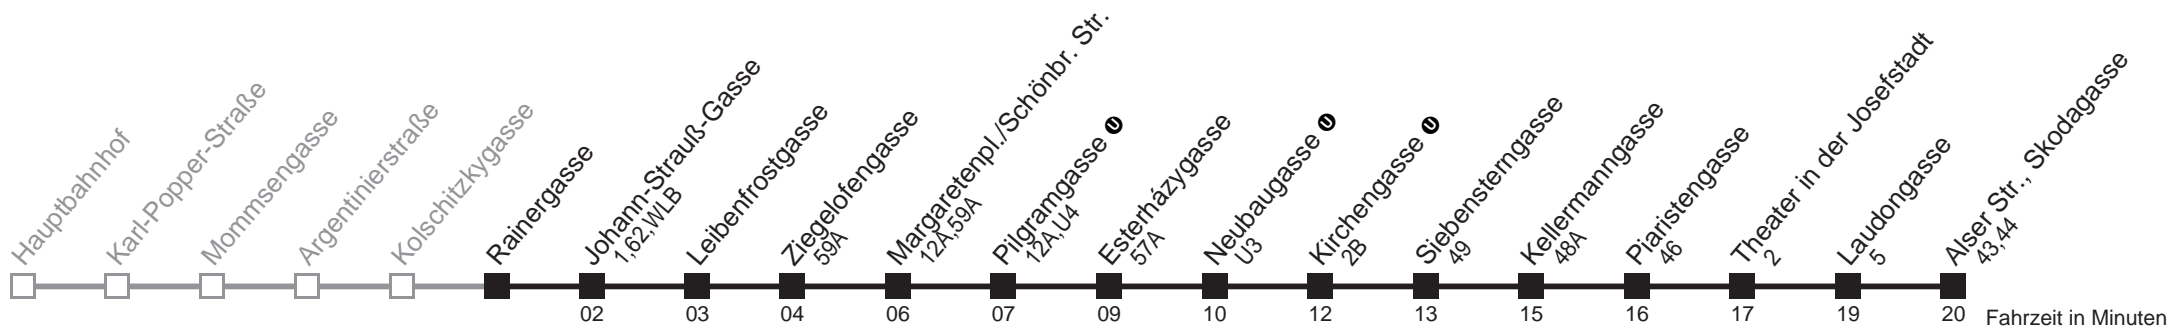 Hauptbahnhof
Karl-Popper-Straße
Mommsengasse
Argentinierstraße
Kolschitzkygasse
Rainergasse
Johann-Strauß-Gasse
1,62,WLB
02
Leibenfrostgasse
03
Ziegelofengasse
59A
04
Margaretenpl./Schönbr. Str.
12A,59A
06
Pilgramgasse U
12A,U4
07
Esterházygasse
57A
09
Neubaugasse U
U3
10
Kirchengasse U
2B
12
Siebensterngasse
49
13
Kellermanngasse
48A
15
Piaristengasse
46
16
Theater in der Josefstadt
2
17
Laudongasse
5
19
Alser Str., Skodagasse
43,44
20
Fahrzeit in Minuten